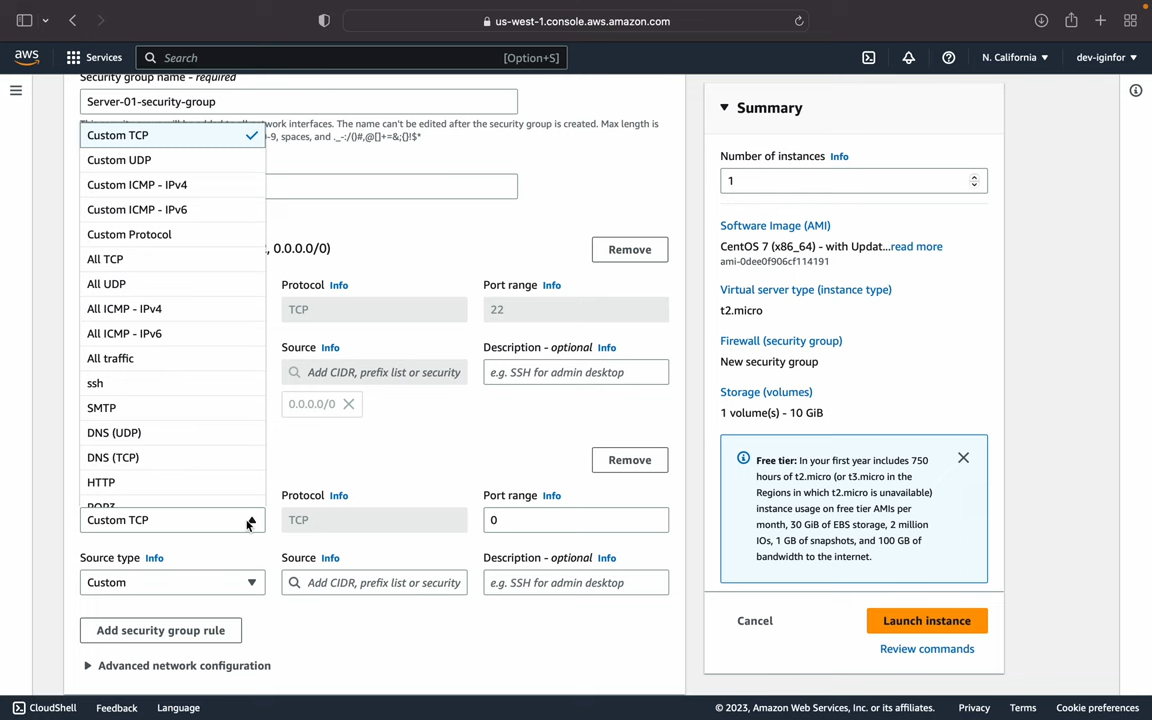 us-west-1.console.aws.amazon.com
aws
Services
Search
[Option+S]
N. California
dev-iginfor
Security group name - required
Server-01-security-group
Max length is
0-9, spaces, and ._-:/()#,@[]+=&;{}!$*
, 0.0.0.0/0)
Remove
Custom TCP
Custom UDP
Custom ICMP - IPv4
Custom ICMP - IPv6
Custom Protocol
All TCP
All UDP
All ICMP - IPv4
All ICMP - IPv6
All traffic
ssh
SMTP
DNS (UDP)
DNS (TCP)
HTTP
POP3
Protocol Info
Port range Info
TCP
22
Source Info
Description - optional Info
Add CIDR, prefix list or security
e.g. SSH for admin desktop
0.0.0.0/0
Remove
Protocol Info
Port range Info
Custom TCP
TCP
0
Source type Info
Source Info
Description - optional Info
Custom
Add CIDR, prefix list or security
e.g. SSH for admin desktop
Add security group rule
Advanced network configuration
Summary
Number of instances Info
1
Software Image (AMI)
CentOS 7 (x86_64) - with Updat...read more
ami-0dee0f906cf114191
Virtual server type (instance type)
t2.micro
Firewall (security group)
New security group
Storage (volumes)
1 volume(s) - 10 GiB
Free tier: In your first year includes 750
hours of t2.micro (or t3.micro in the
Regions in which t2.micro is unavailable)
instance usage on free tier AMIs per
month, 30 GiB of EBS storage, 2 million
IOs, 1 GB of snapshots, and 100 GB of
bandwidth to the internet.
Cancel
Launch instance
Review commands
CloudShell
Feedback
Language
© 2023, Amazon Web Services, Inc. or its affiliates.
Privacy
Terms
Cookie preferences